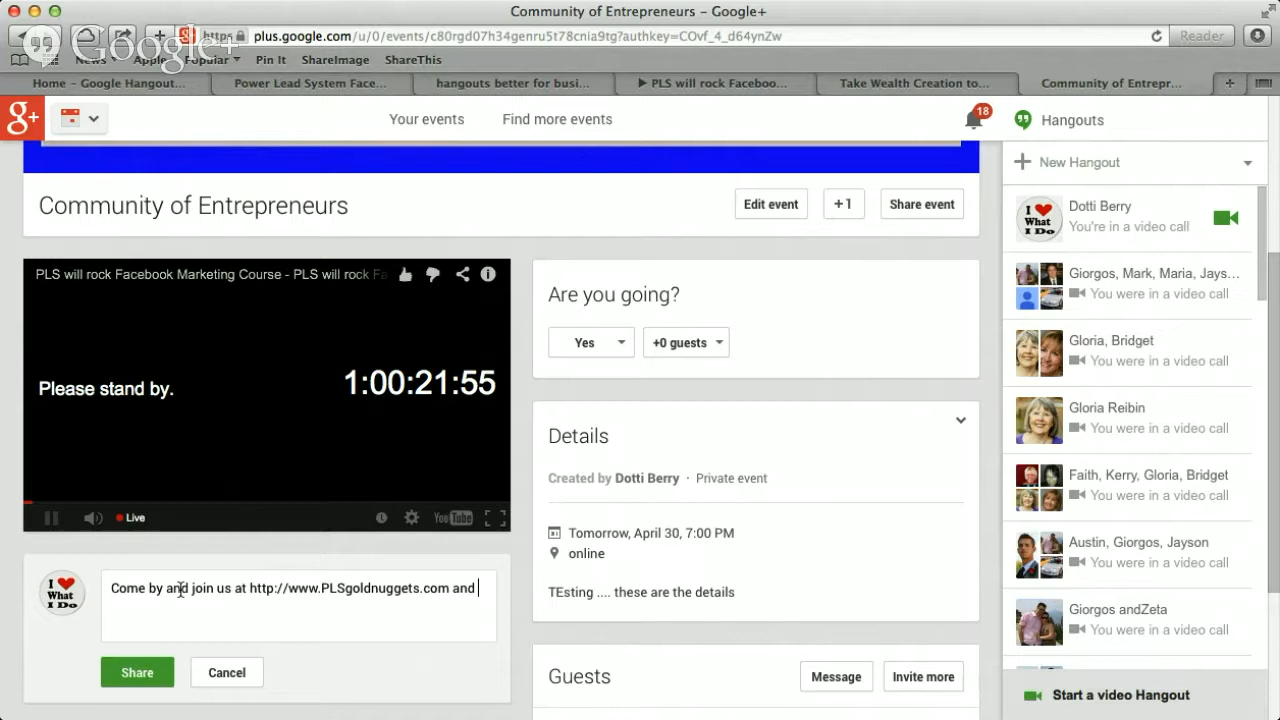 Community of Entrepreneurs - Google+
Google+
https plus.google.com/u/0/events/c80rgd07h34genru5t78cnia9tg?authkey=COvf_4_d64ynZw
Reader
News Apple Popular Pin It ShareImage ShareThis
Home – Google Hangout... Power Lead System Face... hangouts better for busi... ▶ PLS will rock Faceboo... Take Wealth Creation to... Community of Entrepr...
g+ Your events Find more events 18 Hangouts
New Hangout
Community of Entrepreneurs
Edit event +1 Share event
PLS will rock Facebook Marketing Course - PLS will rock Fa
Please stand by. 1:00:21:55
Live YouTube
I ❤ What I Do
Come by and join us at http://www.PLSgoldnuggets.com and
Share Cancel
Are you going?
Yes +0 guests
Details
Created by Dotti Berry · Private event
Tomorrow, April 30, 7:00 PM
online
TEsting .... these are the details
Guests
Message Invite more
I ❤ What I Do
Dotti Berry
You're in a video call
Giorgos, Mark, Maria, Jays...
You were in a video call
Gloria, Bridget
You were in a video call
Gloria Reibin
You were in a video call
Faith, Kerry, Gloria, Bridget
You were in a video call
Austin, Giorgos, Jayson
You were in a video call
Giorgos andZeta
You were in a video call
Start a video Hangout